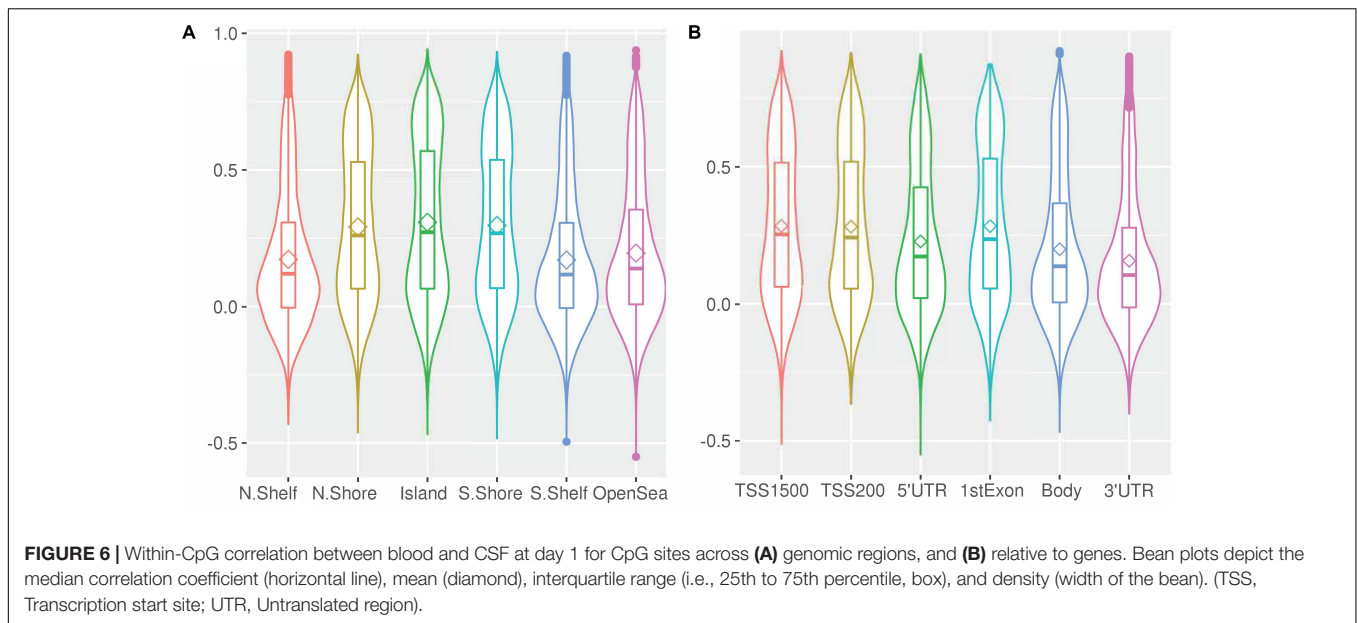 A
B
1.0
0.5
0.0
-0.5
N.Shelf N.Shore Island S.Shore S.Shelf OpenSea
0.5
0.0
-0.5
TSS1500 TSS200 5'UTR 1stExon Body 3'UTR
FIGURE 6 | Within-CpG correlation between blood and CSF at day 1 for CpG sites across (A) genomic regions, and (B) relative to genes. Bean plots depict the
median correlation coefficient (horizontal line), mean (diamond), interquartile range (i.e., 25th to 75th percentile, box), and density (width of the bean). (TSS,
Transcription start site; UTR, Untranslated region).